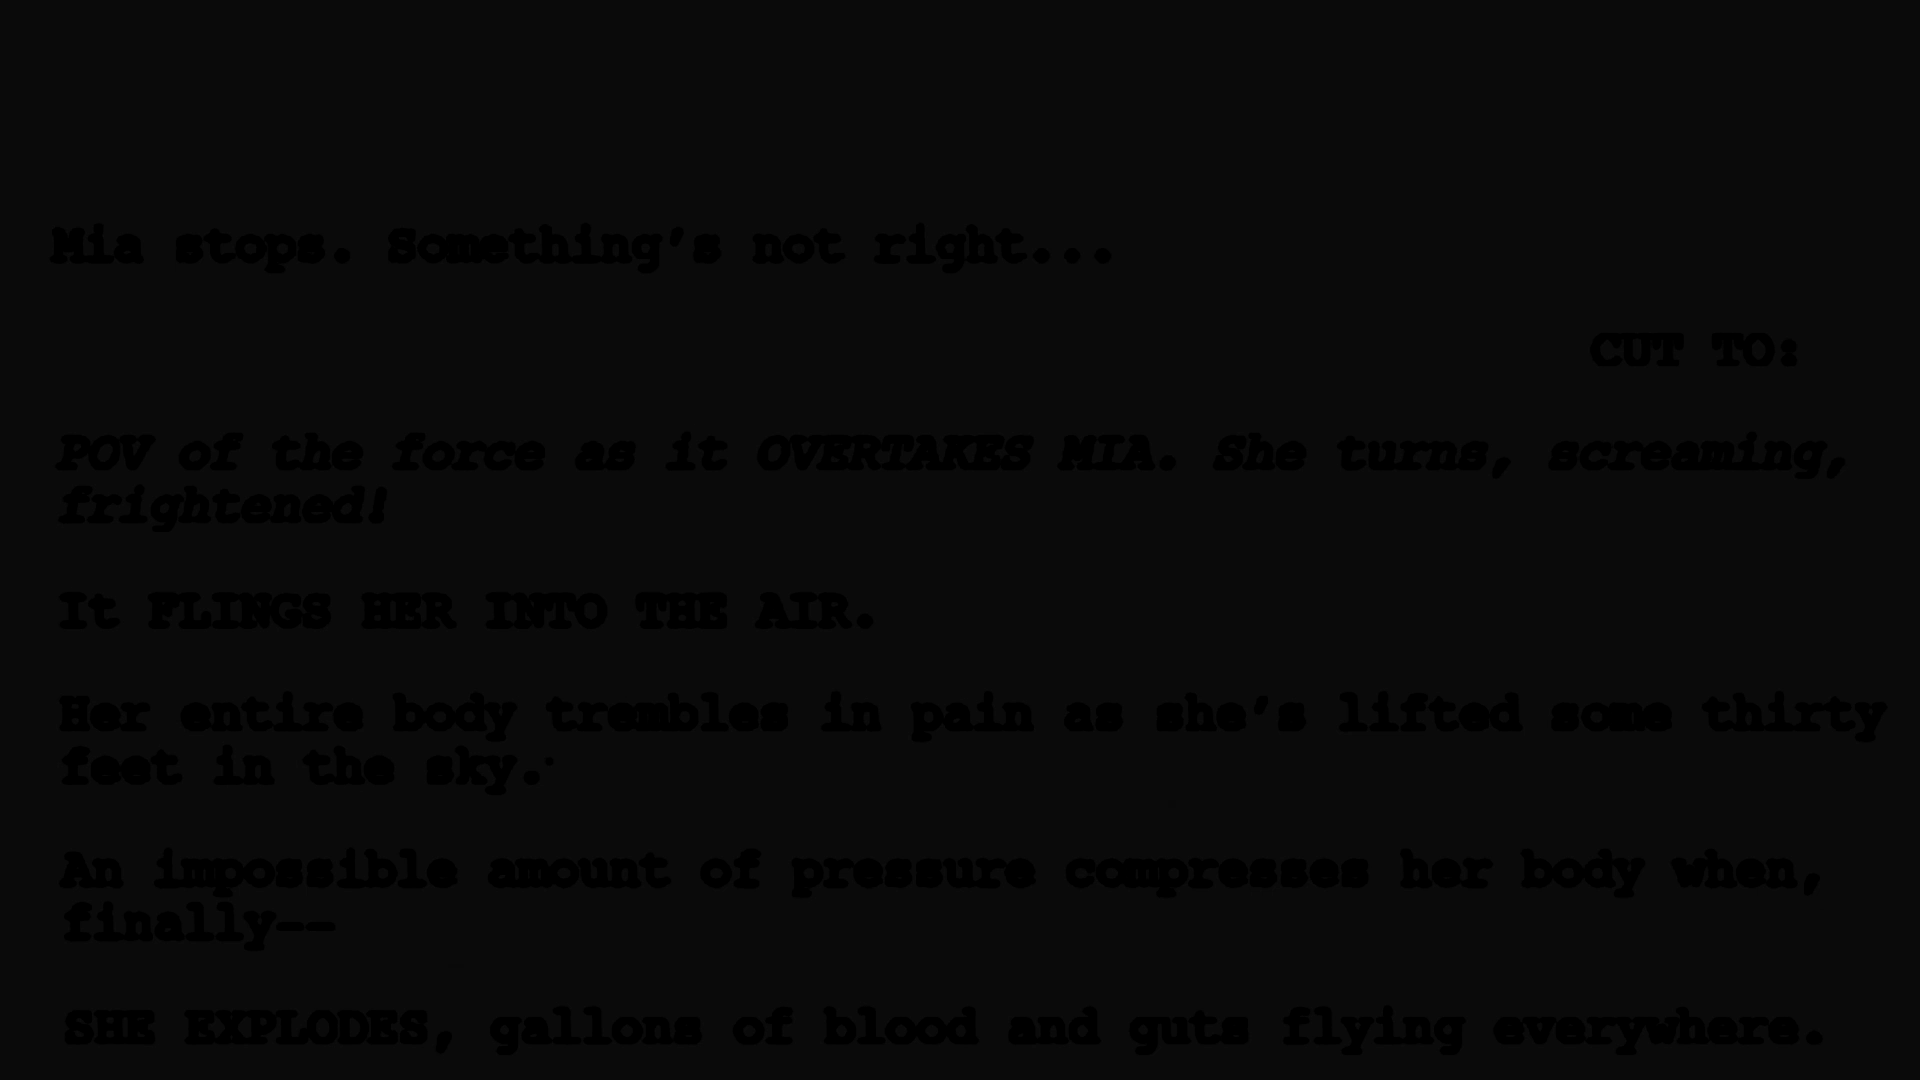 Mia stops. Something's not right...
CUT TO:
POV of the force as it OVERTAKES MIA. She turns, screaming,
frightened!
It FLINGS HER INTO THE AIR.
Her entire body trembles in pain as she's lifted some thirty
feet in the sky.
An impossible amount of pressure compresses her body when,
finally--
SHE EXPLODES, gallons of blood and guts flying everywhere.